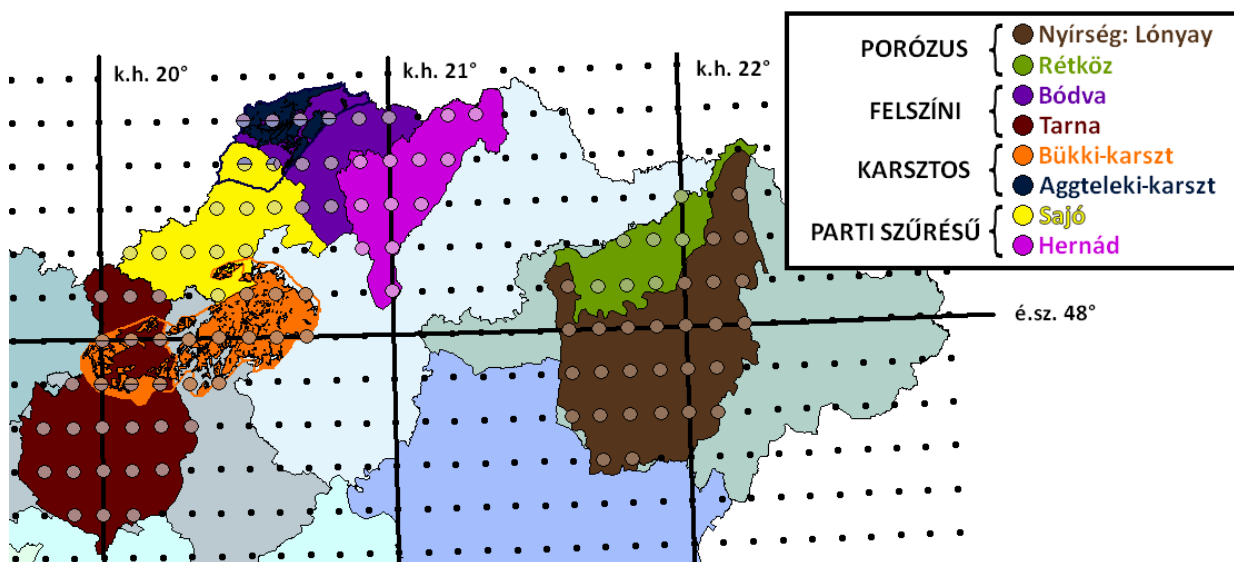 k.h. 20°
k.h. 21°
k.h. 22°
é.sz. 48°
PORÓZUS
Nyírség: Lónyay
Rétköz
FELSZÍNI
Bódva
Tarna
KARSZTOS
Bükki-karszt
Aggteleki-karszt
PARTI SZŰRÉSŰ
Sajó
Hernád